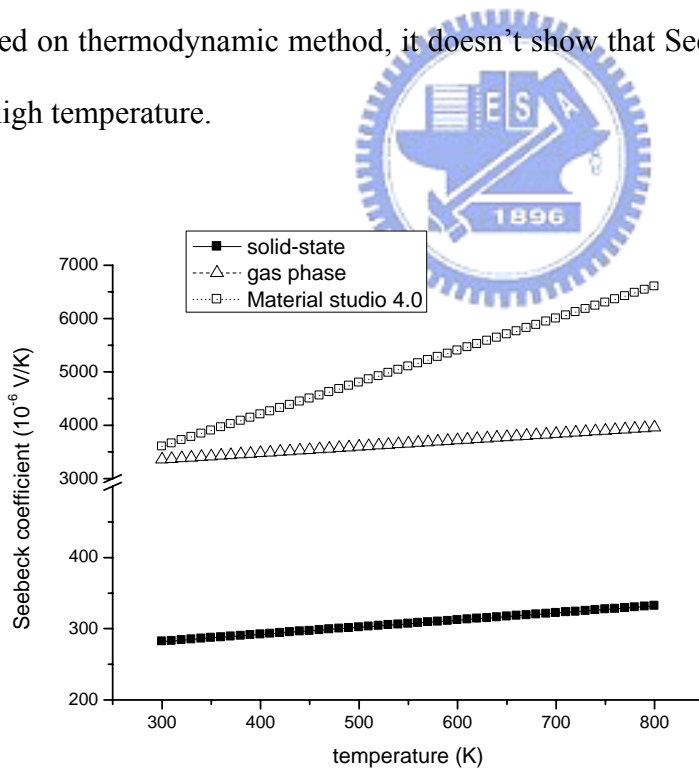 ed on thermodynamic method, it doesn't show that See
igh temperature.
E S A
1896
solid-state
gas phase
Material studio 4.0
7000
6000
5000
4000
3000
400
300
200
Seebeck coefficient (10⁻⁶ V/K)
300 400 500 600 700 800
temperature (K)